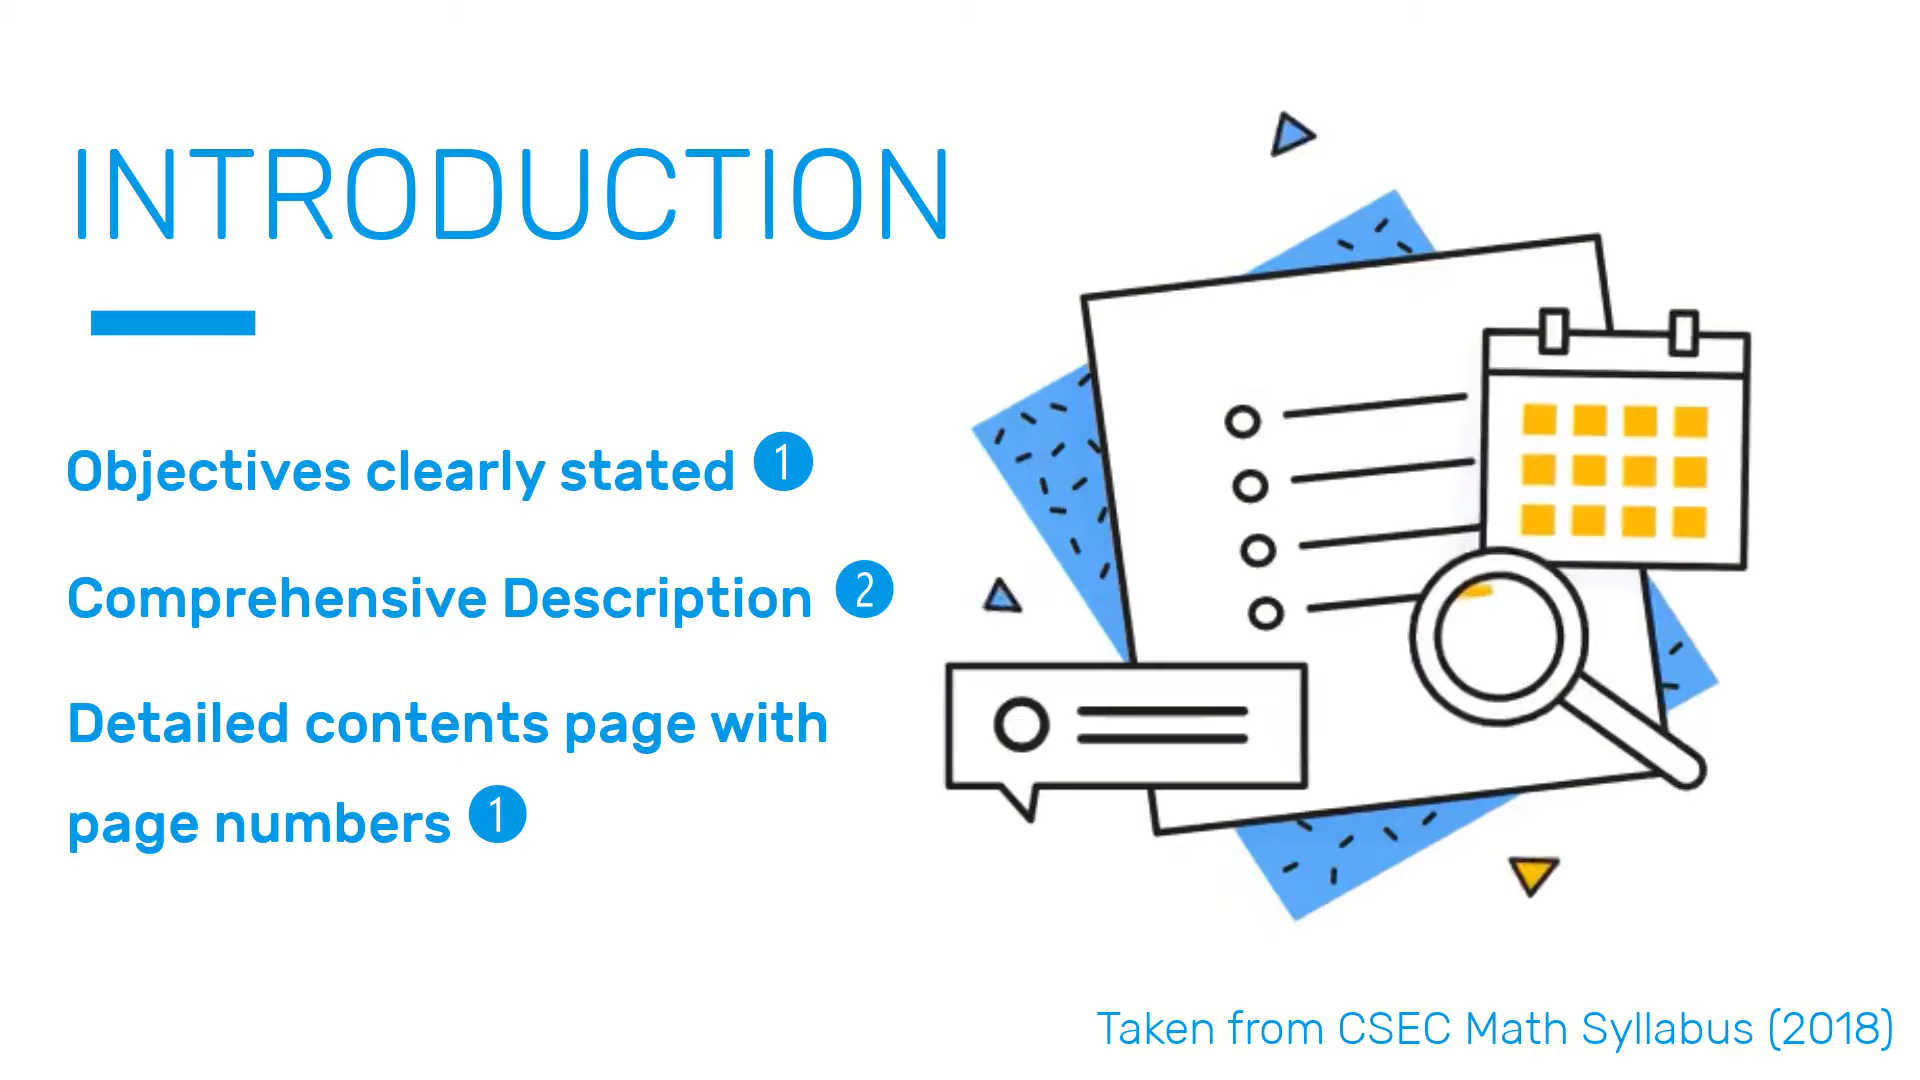 INTRODUCTION
Objectives clearly stated 1
Comprehensive Description 2
Detailed contents page with
page numbers 1
Taken from CSEC Math Syllabus (2018)